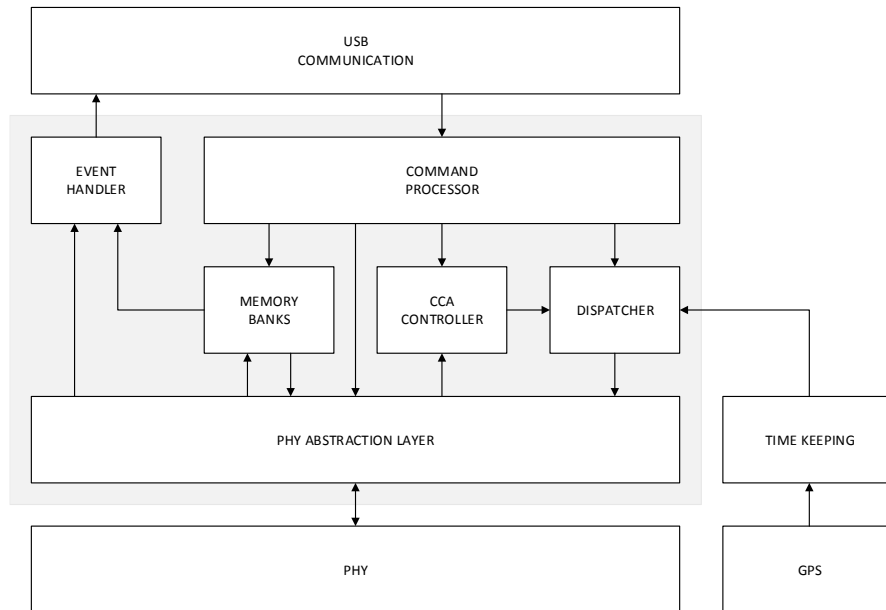 USB
COMMUNICATION
EVENT
HANDLER
COMMAND
PROCESSOR
MEMORY
BANKS
CCA
CONTROLLER
DISPATCHER
PHY ABSTRACTION LAYER
TIME KEEPING
PHY
GPS